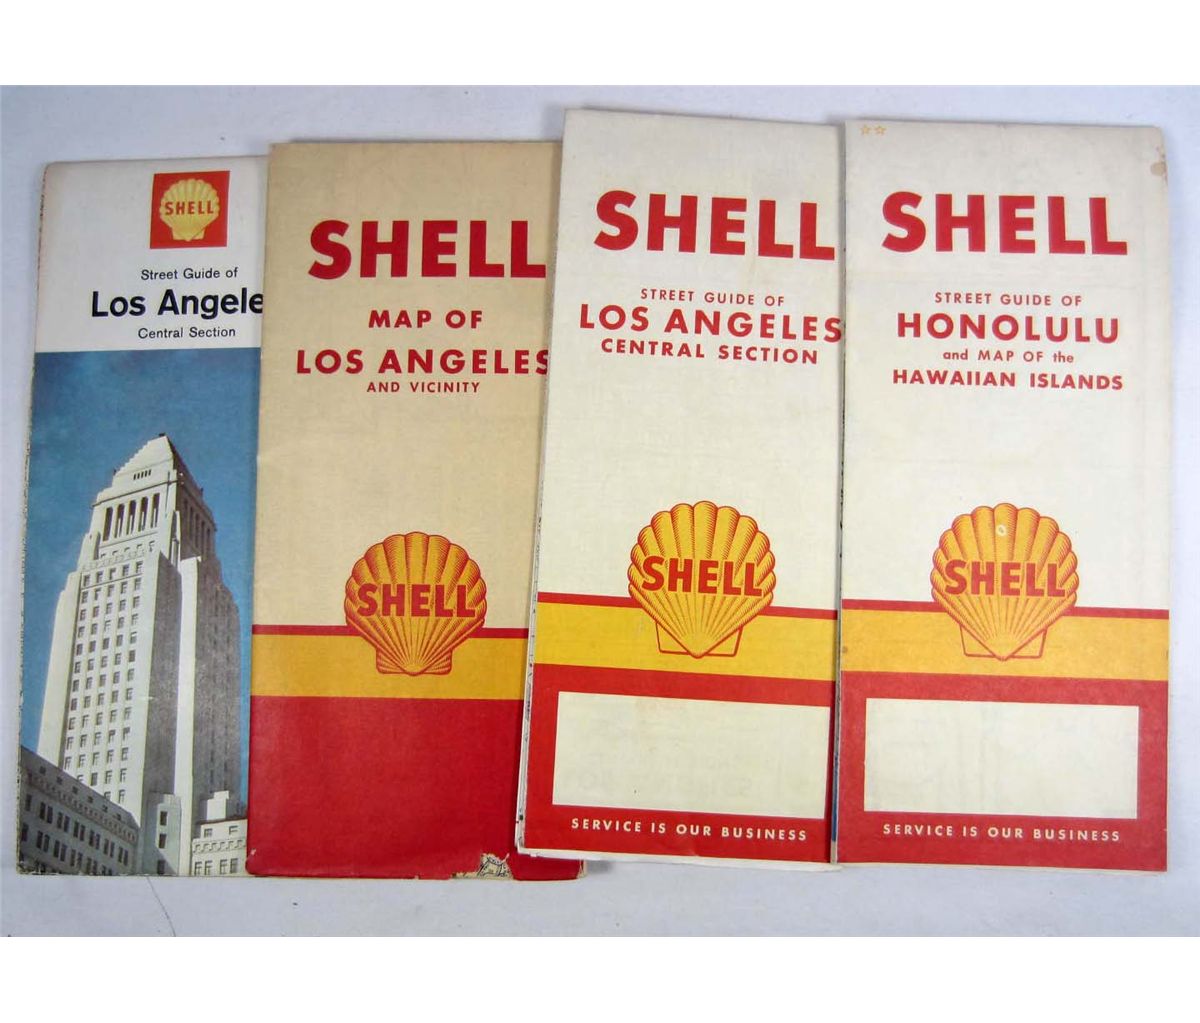 SHELL
Street Guide of
Los Angele
Central Section
SHELL
MAP OF
LOS ANGELES
AND VICINITY
SHELL
SHELL
STREET GUIDE OF
LOS ANGELES
CENTRAL SECTION
SHELL
SERVICE IS OUR BUSINESS
SHELL
STREET GUIDE OF
HONOLULU
and MAP OF the
HAWAIIAN ISLANDS
SHELL
SERVICE IS OUR BUSINESS